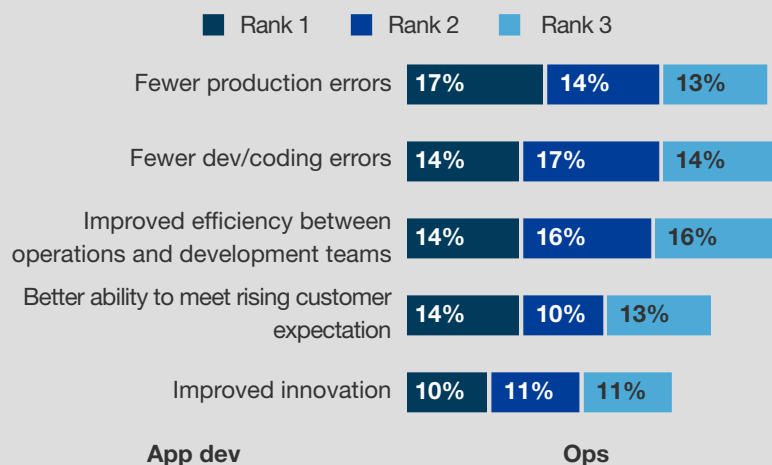 Rank 1 Rank 2 Rank 3
Fewer production errors 17% 14% 13%
Fewer dev/coding errors 14% 17% 14%
Improved efficiency between
operations and development teams 14% 16% 16%
Better ability to meet rising customer
expectation 14% 10% 13%
Improved innovation 10% 11% 11%
App dev Ops